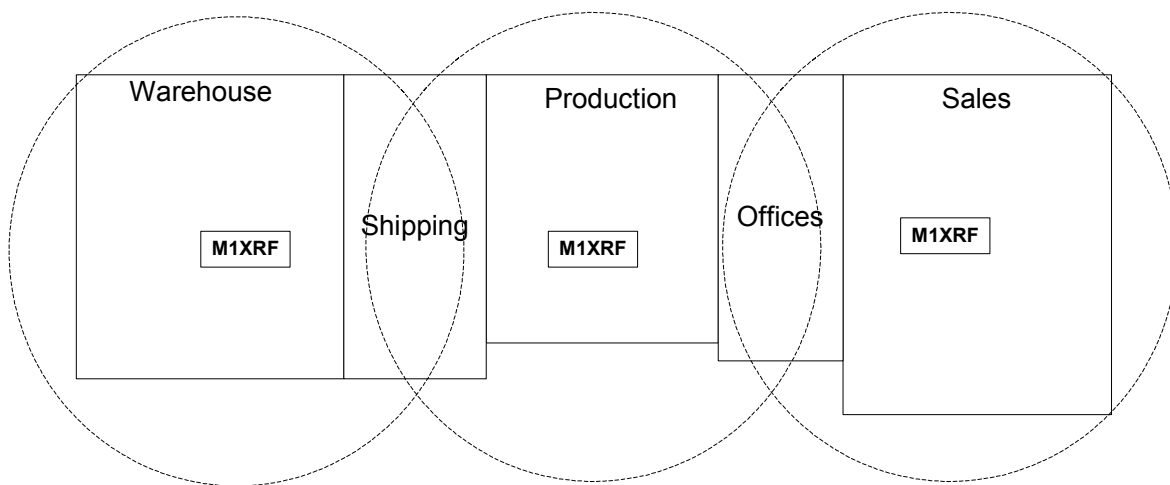 Warehouse
Production
Sales
Shipping
Offices
M1XRF
M1XRF
M1XRF